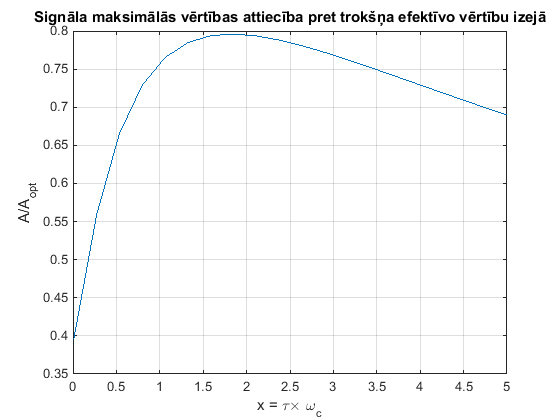 Signāla maksimālās vērtības attiecība pret trokšņa efektīvo vērtību izejā
0.8
0.75
0.7
0.65
0.6
0.55
0.5
0.45
0.4
0.35
A/A_opt
0 0.5 1 1.5 2 2.5 3 3.5 4 4.5 5
x = τ× ω_c